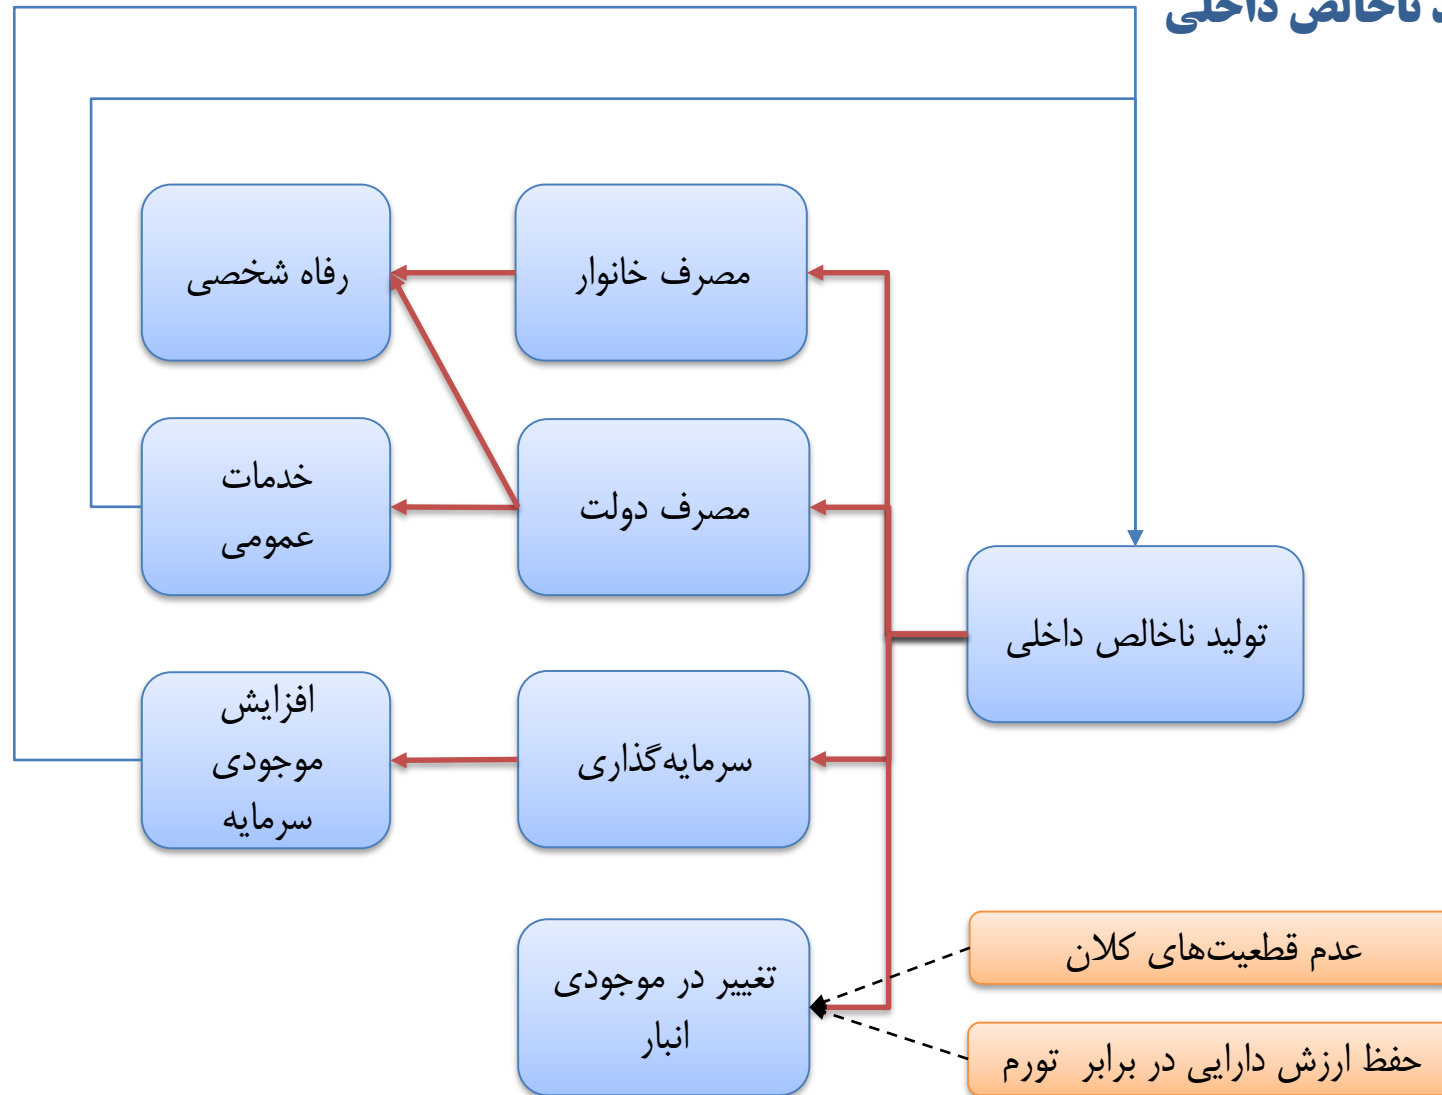 ناخالص داخلی
مصرف خانوار
رفاه شخصی
مصرف دولت
خدمات
عمومی
تولید ناخالص داخلی
سرمایه‌گذاری
افزایش
موجودی
سرمایه
تغییر در موجودی
انبار
عدم قطعیت‌های کلان
حفظ ارزش دارایی در برابر تورم